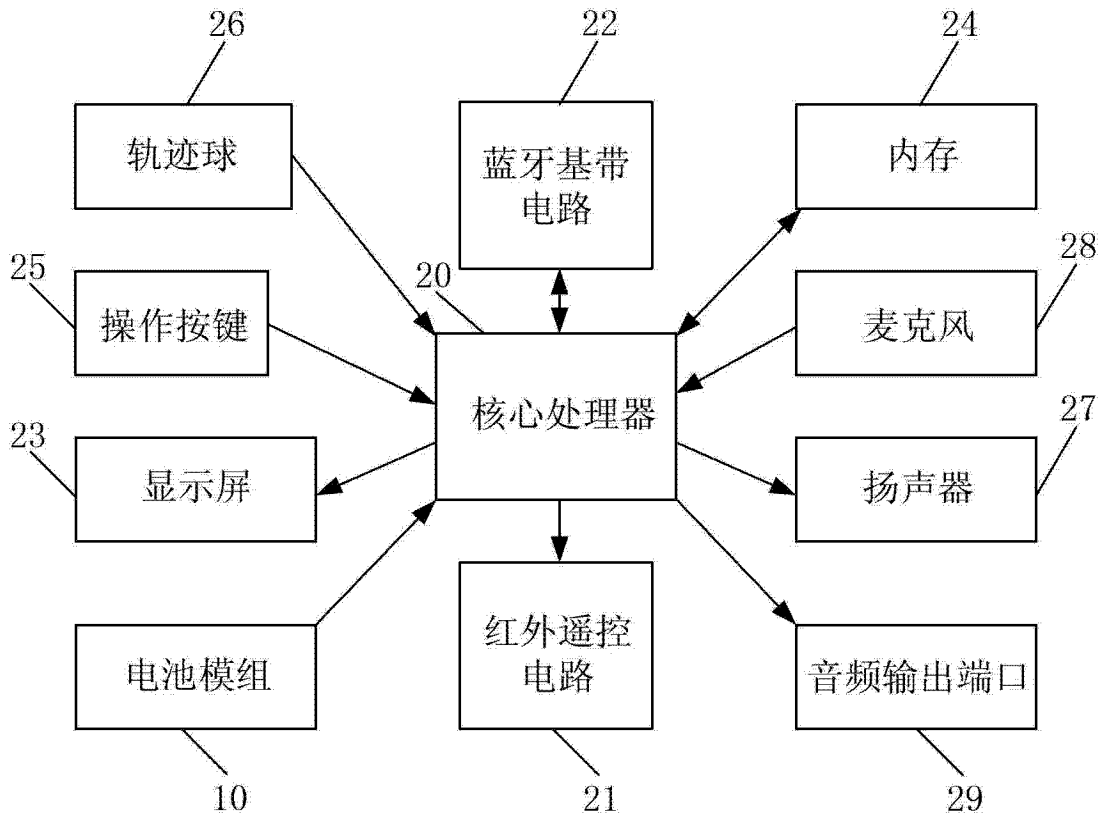 26
22
24
轨迹球
蓝牙基带
电路
内存
25
20
28
操作按键
麦克风
核心处理器
23
27
显示屏
扬声器
电池模组
红外遥控
电路
音频输出端口
10
21
29